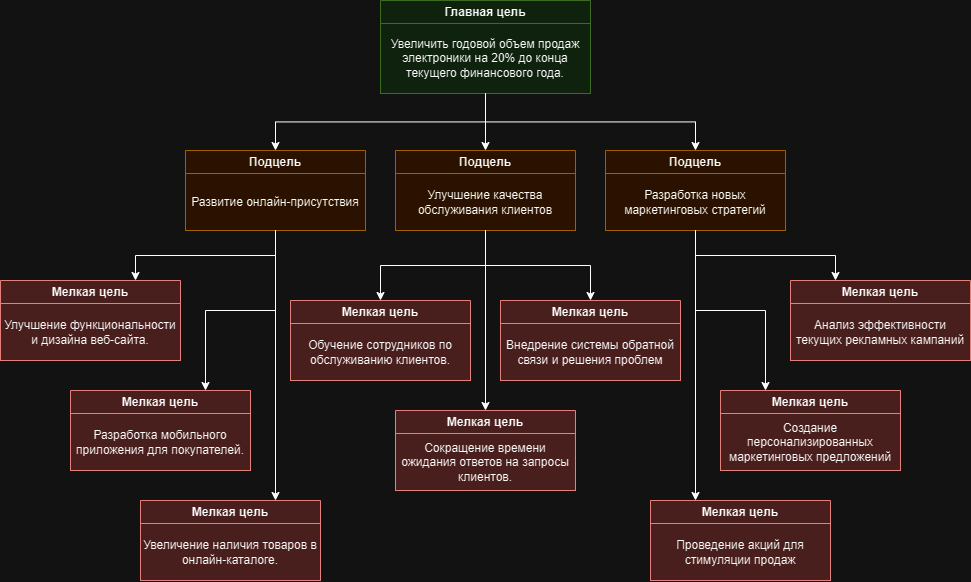 Главная цель
Увеличить годовой объем продаж
электроники на 20% до конца
текущего финансового года.
Подцель
Развитие онлайн-присутствия
Подцель
Улучшение качества
обслуживания клиентов
Подцель
Разработка новых
маркетинговых стратегий
Мелкая цель
Улучшение функциональности
и дизайна веб-сайта.
Мелкая цель
Обучение сотрудников по
обслуживанию клиентов.
Мелкая цель
Внедрение системы обратной
связи и решения проблем
Мелкая цель
Анализ эффективности
текущих рекламных кампаний
Мелкая цель
Разработка мобильного
приложения для покупателей.
Мелкая цель
Сокращение времени
ожидания ответов на запросы
клиентов.
Мелкая цель
Создание
персонализированных
маркетинговых предложений
Мелкая цель
Увеличение наличия товаров в
онлайн-каталоге.
Мелкая цель
Проведение акций для
стимуляции продаж